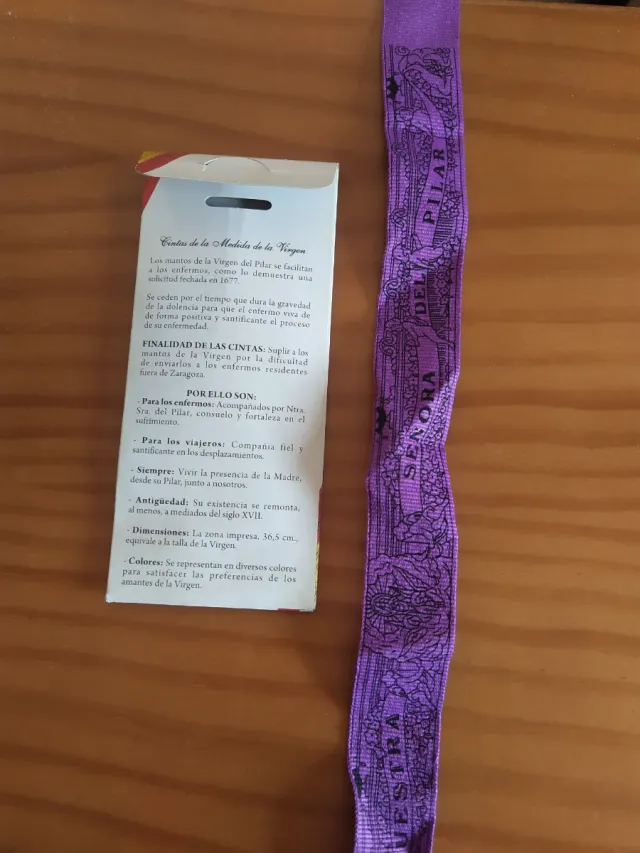 Cintas de la Medida de la Virgen
Los mantos de la Virgen del Pilar se facilitan
a los enfermos, como lo demuestra una
solicitud fechada en 1677.
Se ceden por el tiempo que dura la gravedad
de la dolencia para que el enfermo viva de
de forma positiva y santificante el proceso
de su enfermedad.
FINALIDAD DE LAS CINTAS: Suplir a los
mantos de la Virgen por la dificultad
de enviarlos a los enfermos residentes
fuera de Zaragoza.
POR ELLO SON:
- Para los enfermos: Acompañados por Ntra.
Sra. del Pilar, consuelo y fortaleza en el
sufrimiento.
- Para los viajeros: Compañia fiel y
santificante en los desplazamientos.
- Siempre: Vivir la presencia de la Madre,
desde su Pilar, junto a nosotros.
- Antigüedad: Su existencia se remonta,
al menos, a mediados del siglo XVII.
- Dimensiones: La zona impresa, 36,5 cm.,
equivale a la talla de la Virgen.
- Colores: Se representan en diversos colores
para satisfacer las preferencias de los
amantes de la Virgen.
UESTRA SEÑORA DEL PILAR